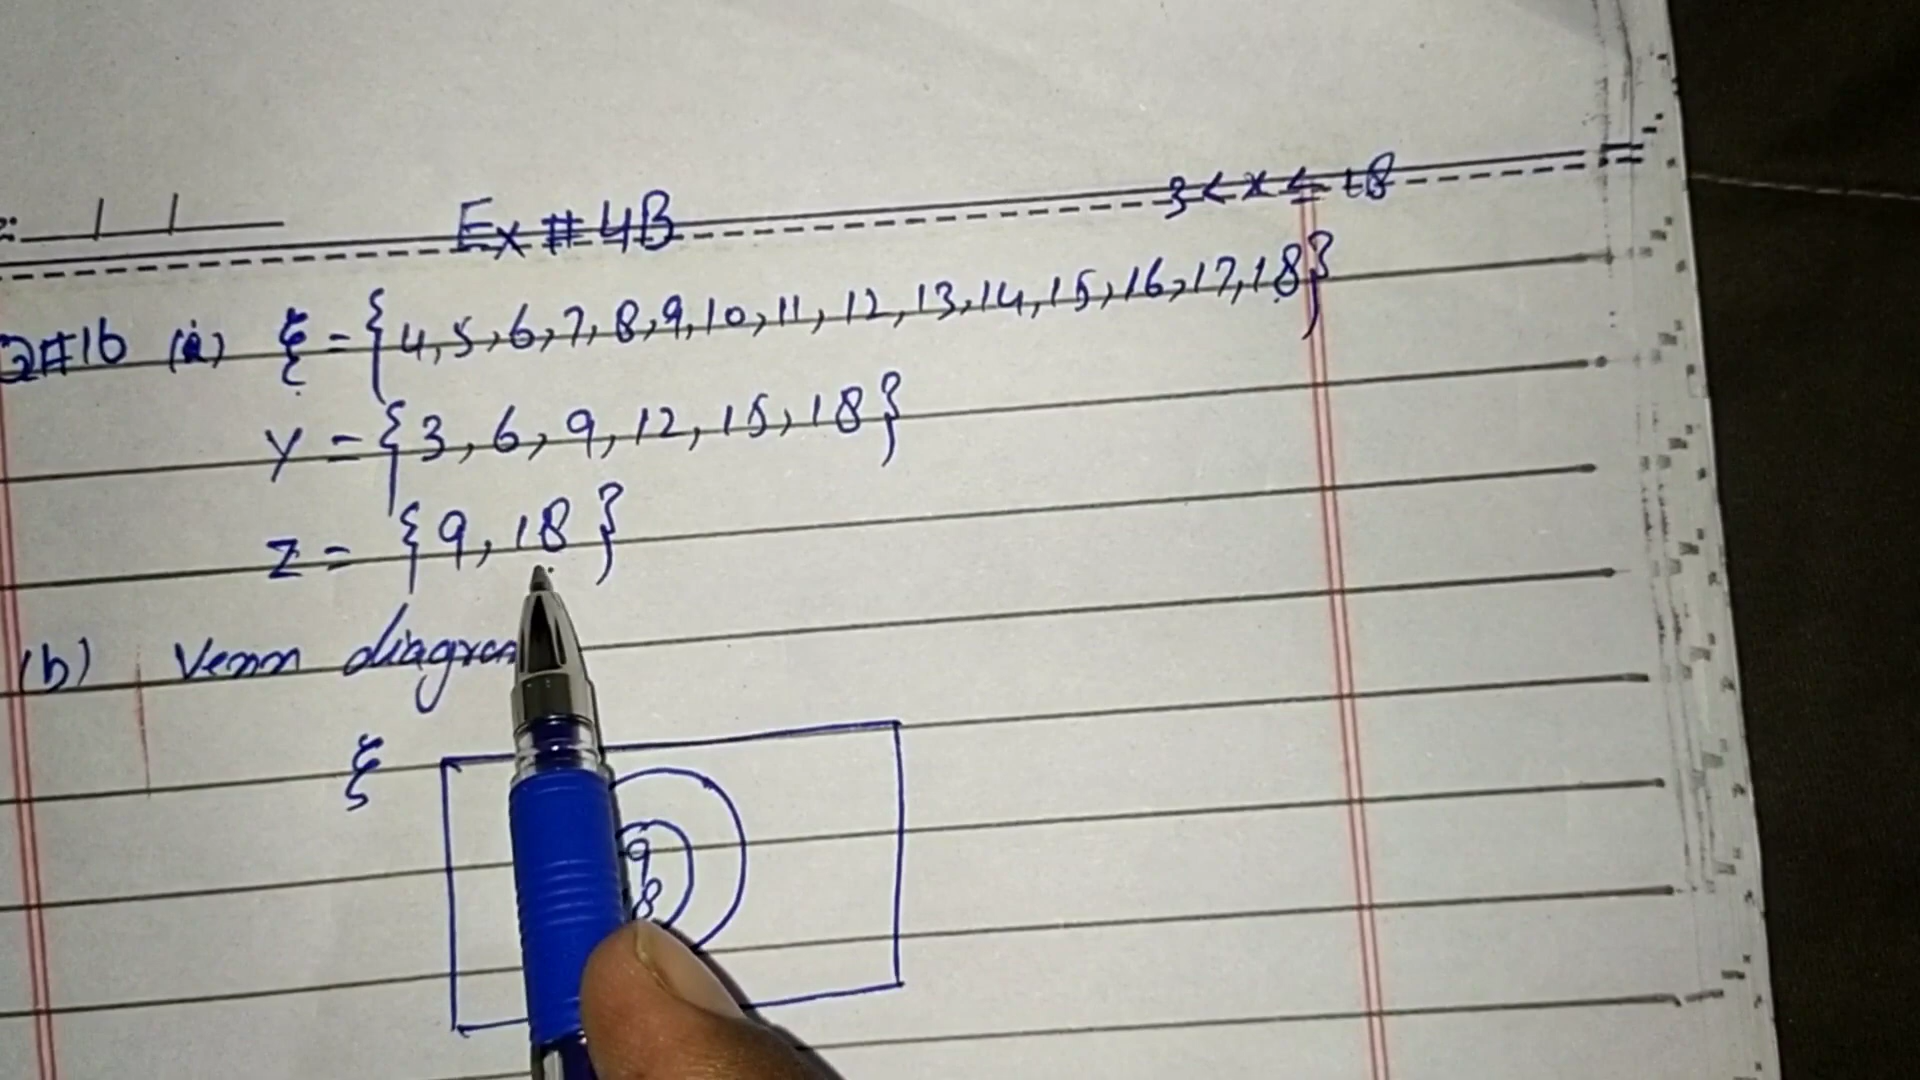 Ex # 4B
3 < x ≤ 18
Q#16 (a) ξ = {4,5,6,7,8,9,10,11,12,13,14,15,16,17,18}
Y = {3,6,9,12,15,18}
Z = {9,18}
(b) Venn
ξ
9
8